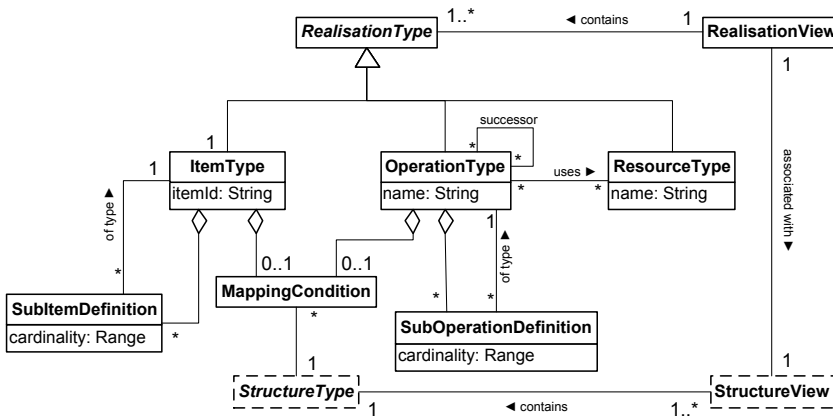 RealisationType
1..*
◄ contains
1
RealisationView
1
successor
*
*
1
ItemType
itemId: String
1
OperationType
name: String
*
uses ►
*
ResourceType
name: String
associated with ►
of type ►
*
1
of type ►
0..1
0..1
MappingCondition
*
*
*
SubItemDefinition
cardinality: Range
*
SubOperationDefinition
cardinality: Range
1
StructureType
1
◄ contains
1..*
1
StructureView